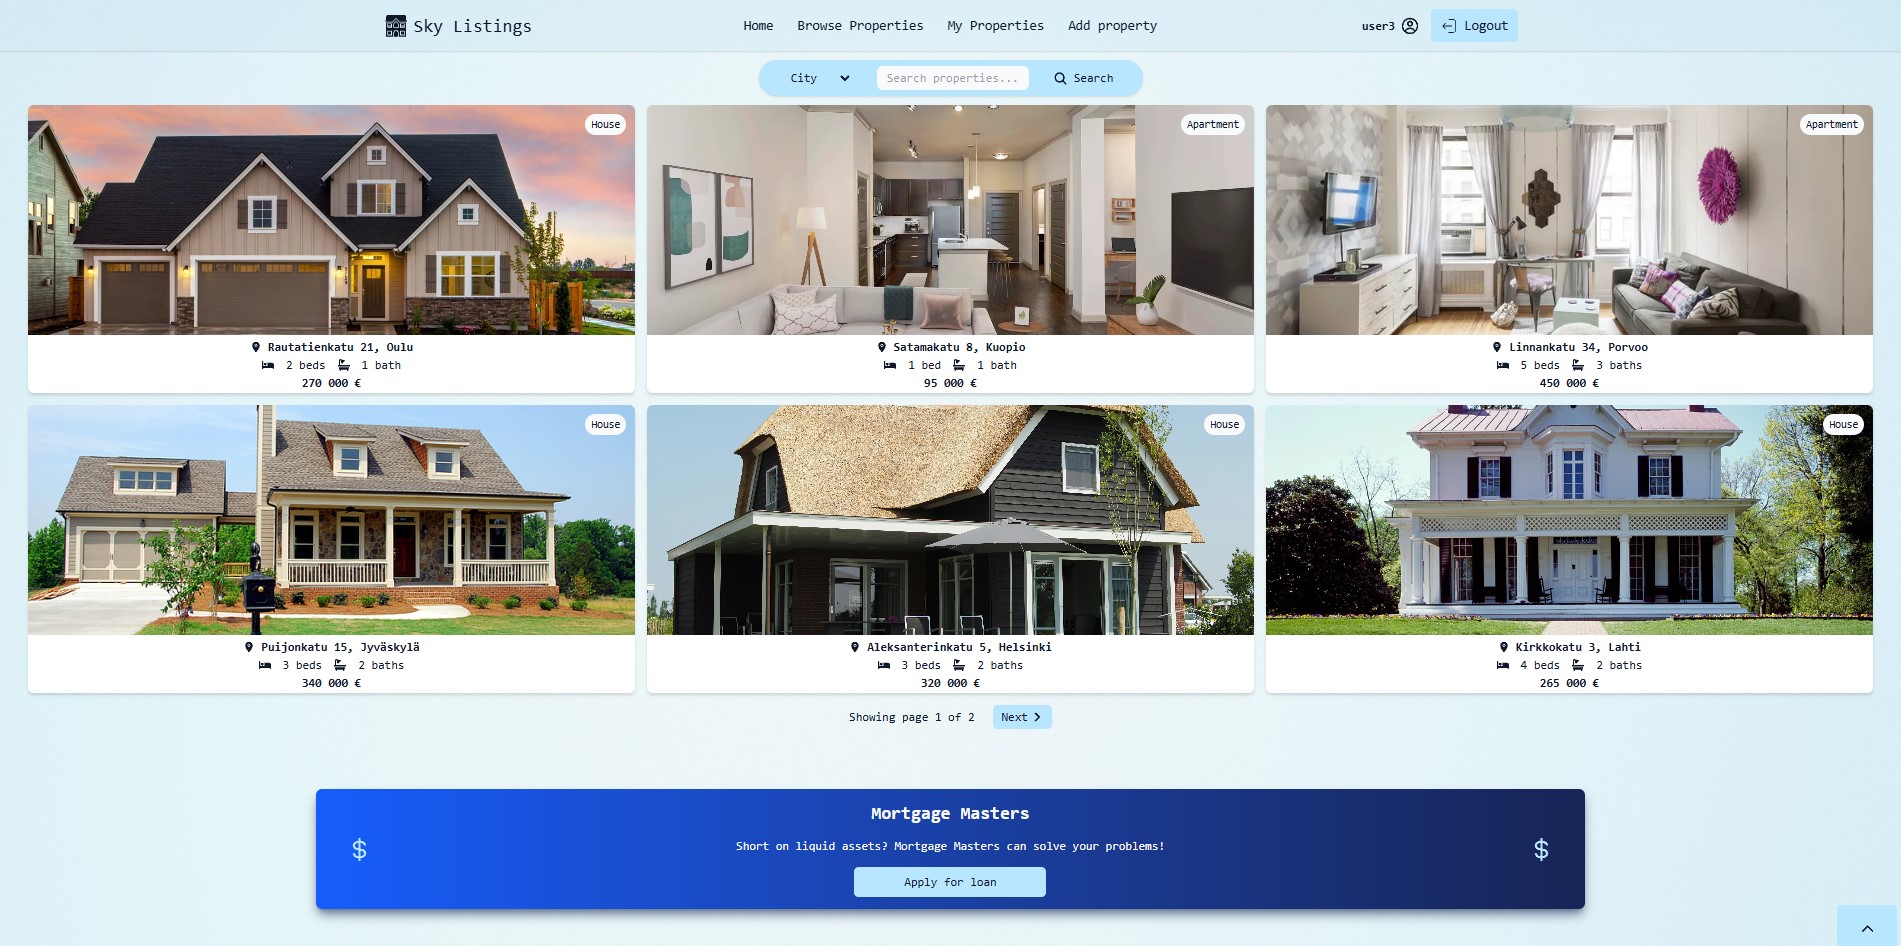 Sky Listings
Home
Browse Properties
My Properties
Add property
user3
Logout
City
Search properties...
Search
House
Apartment
Apartment
Rautatienkatu 21, Oulu
2 beds 1 bath
270 000 €
Satamakatu 8, Kuopio
1 bed 1 bath
95 000 €
Linnankatu 34, Porvoo
5 beds 3 baths
450 000 €
House
House
House
Puijonkatu 15, Jyväskylä
3 beds 2 baths
340 000 €
Aleksanterinkatu 5, Helsinki
3 beds 2 baths
320 000 €
Kirkkokatu 3, Lahti
4 beds 2 baths
265 000 €
Showing page 1 of 2
Next
Mortgage Masters
$
Short on liquid assets? Mortgage Masters can solve your problems!
$
Apply for loan